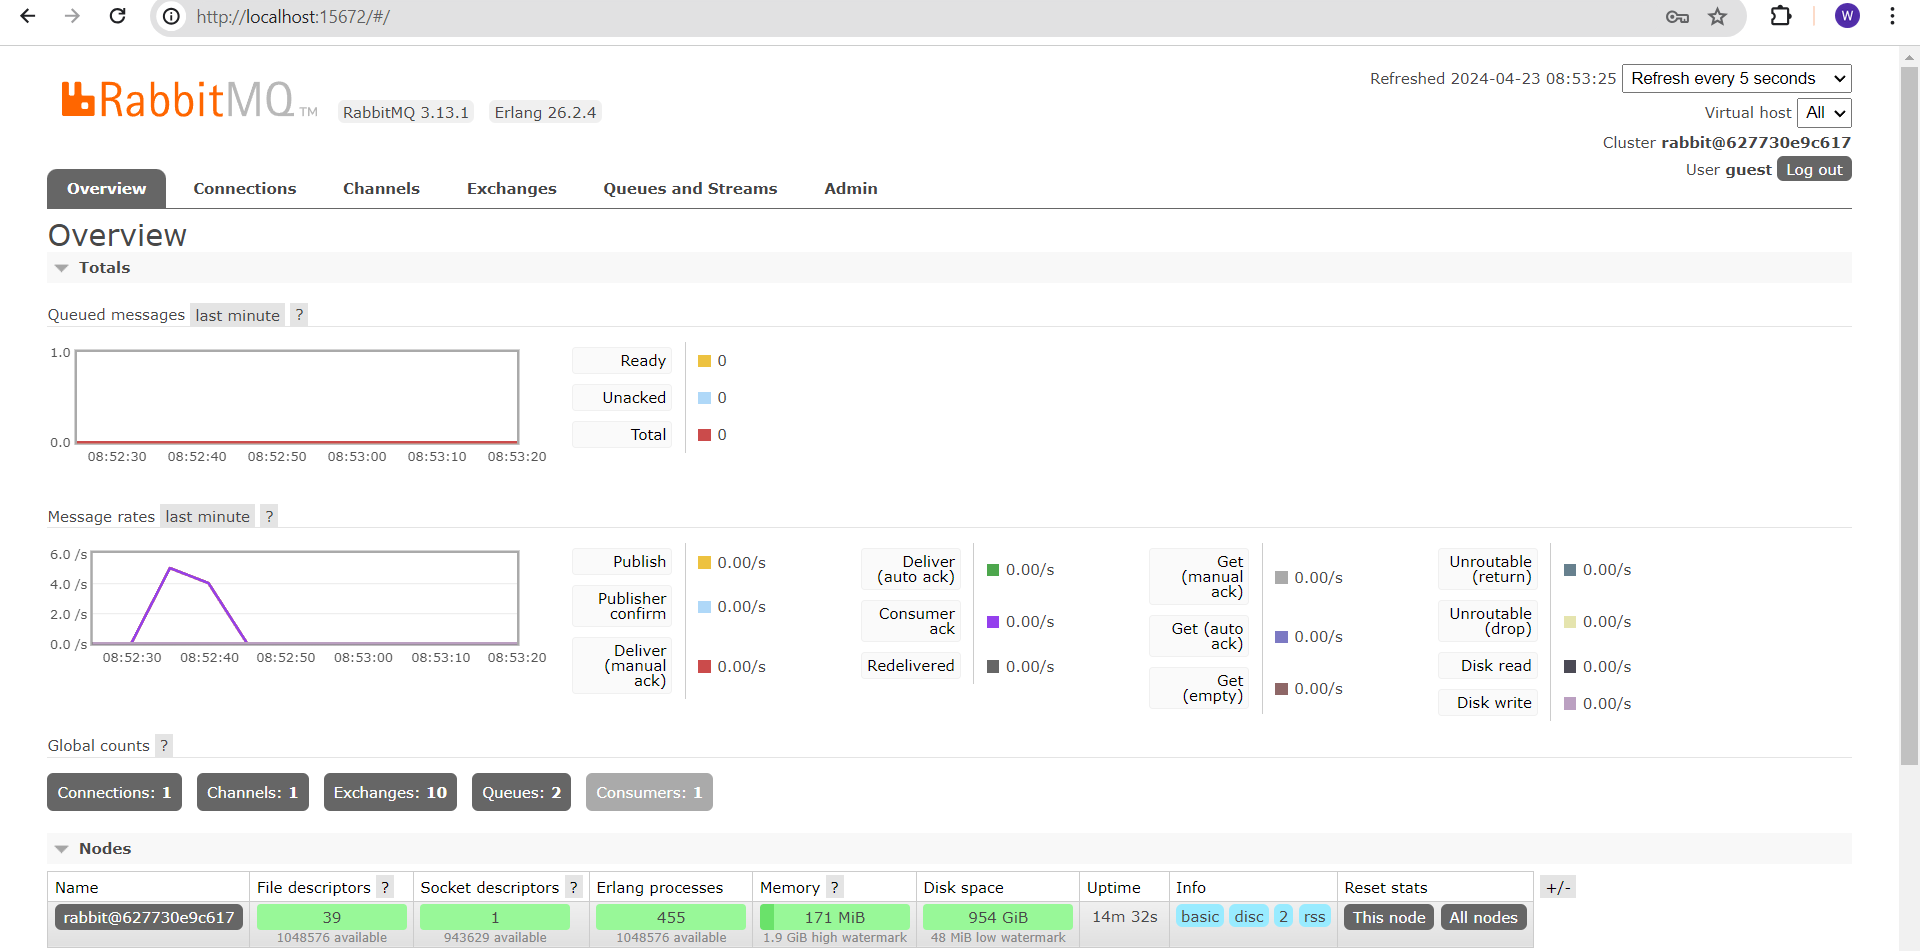 http://localhost:15672/#/
W
RabbitMQ TM
RabbitMQ 3.13.1 Erlang 26.2.4
Refreshed 2024-04-23 08:53:25 Refresh every 5 seconds
Virtual host All
Cluster rabbit@627730e9c617
User guest Log out
Overview Connections Channels Exchanges Queues and Streams Admin
Overview
Totals
Queued messages last minute ?
1.0
0.0
08:52:30 08:52:40 08:52:50 08:53:00 08:53:10 08:53:20
Ready 0
Unacked 0
Total 0
Message rates last minute ?
6.0 /s
4.0 /s
2.0 /s
0.0 /s
08:52:30 08:52:40 08:52:50 08:53:00 08:53:10 08:53:20
Publish 0.00/s
Publisher
confirm 0.00/s
Deliver
(manual
ack) 0.00/s
Deliver
(auto ack) 0.00/s
Consumer
ack 0.00/s
Redelivered 0.00/s
Get
(manual
ack) 0.00/s
Get (auto
ack) 0.00/s
Get
(empty) 0.00/s
Unroutable
(return) 0.00/s
Unroutable
(drop) 0.00/s
Disk read 0.00/s
Disk write 0.00/s
Global counts ?
Connections: 1 Channels: 1 Exchanges: 10 Queues: 2 Consumers: 1
Nodes
Name File descriptors ? Socket descriptors ? Erlang processes Memory ? Disk space Uptime Info Reset stats +/-
rabbit@627730e9c617 39 1 455 171 MiB 954 GiB 14m 32s basic disc 2 rss This node All nodes
1048576 available 943629 available 1048576 available 1.9 GiB high watermark 48 MiB low watermark